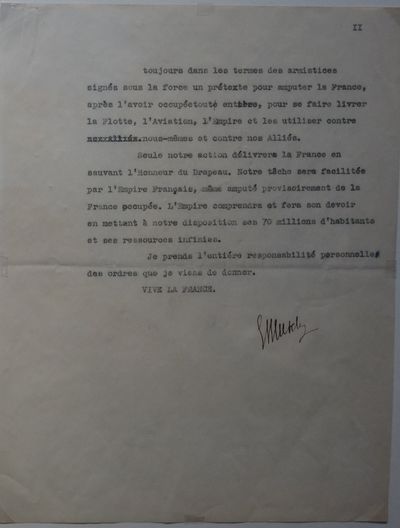 II
toujours dans les termes des armistices
signés sous la force un prétexte pour amputer la France,
après l'avoir occupéetoute entière, pour se faire livrer
la Flotte, l'Aviation, l'Empire et les utiliser contre
nous-mêmes et contre nos Alliés.
Seule notre action délivrera la France en
sauvant l'Honneur du Drapeau. Notre tâche sera facilitée
par l'Empire Français, même amputé provisoirement de la
France occupée. L'Empire comprendra et fera son devoir
en mettant à notre disposition ses 70 millions d'habitants
et ses ressources infinies.
Je prends l'entiére responsabilité personnelle
des ordres que je viens de donner.
VIVE LA FRANCE.